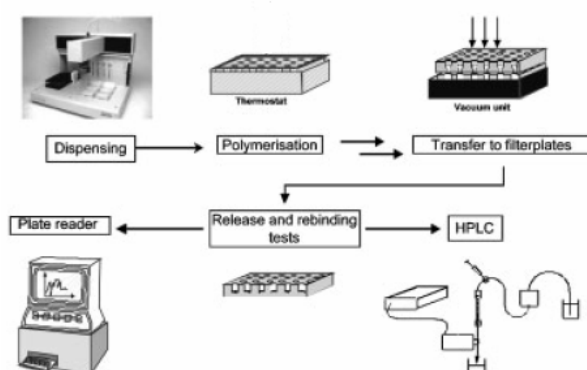 Thermostat
Vacuum unit
Dispensing
Polymerisation
Transfer to filterplates
Plate reader
Release and rebinding
tests
HPLC